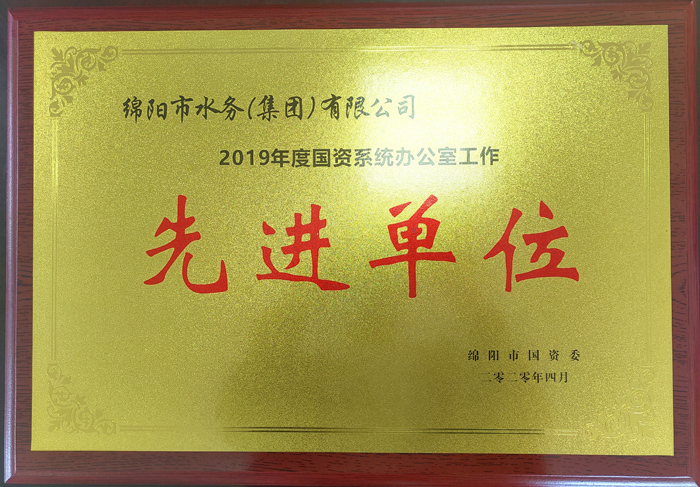 绵阳市水务(集团)有限公司
2019年度国资系统办公室工作
先进单位
绵阳市国资委
二零二零年四月